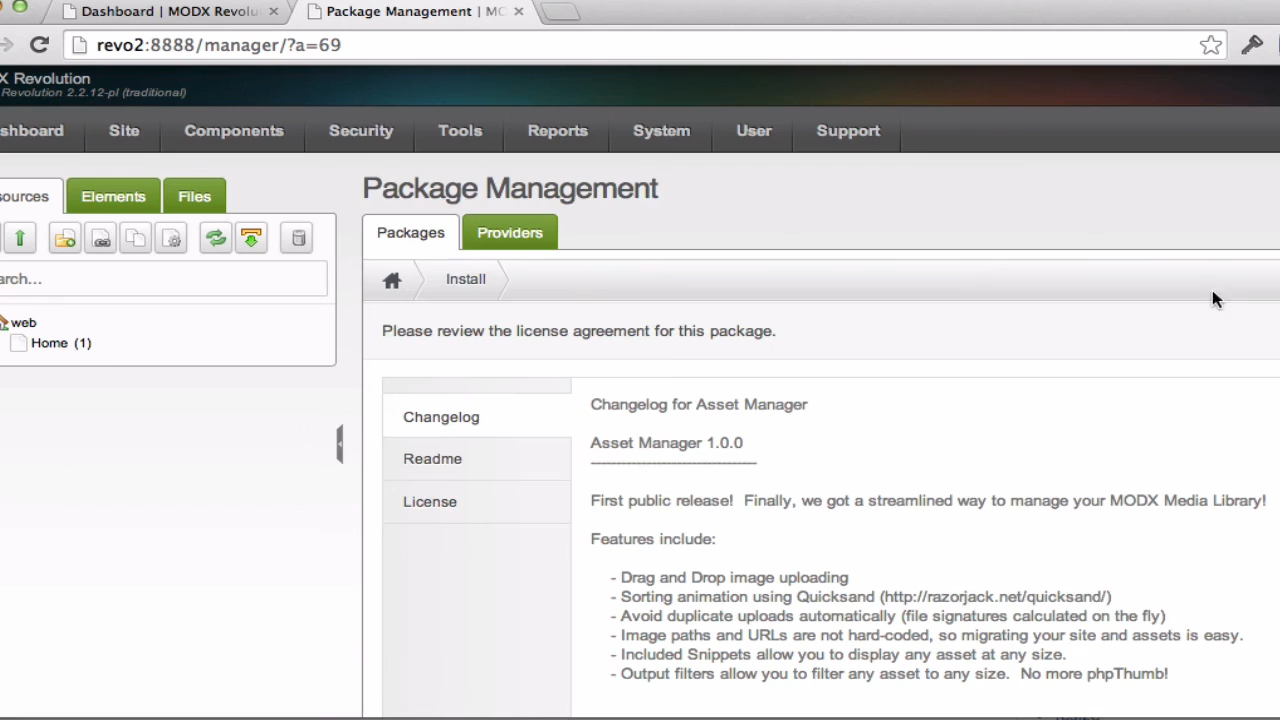 Dashboard | MODX Revolu
Package Management | MO
revo2:8888/manager/?a=69
X Revolution
Revolution 2.2.12-pl (traditional)
shboard Site Components Security Tools Reports System User Support
sources Elements Files
Package Management
Packages Providers
arch...
Install
web
Home (1)
Please review the license agreement for this package.
Changelog
Readme
License
Changelog for Asset Manager
Asset Manager 1.0.0
---------------------------------
First public release! Finally, we got a streamlined way to manage your MODX Media Library!
Features include:
- Drag and Drop image uploading
- Sorting animation using Quicksand (http://razorjack.net/quicksand/)
- Avoid duplicate uploads automatically (file signatures calculated on the fly)
- Image paths and URLs are not hard-coded, so migrating your site and assets is easy.
- Included Snippets allow you to display any asset at any size.
- Output filters allow you to filter any asset to any size. No more phpThumb!